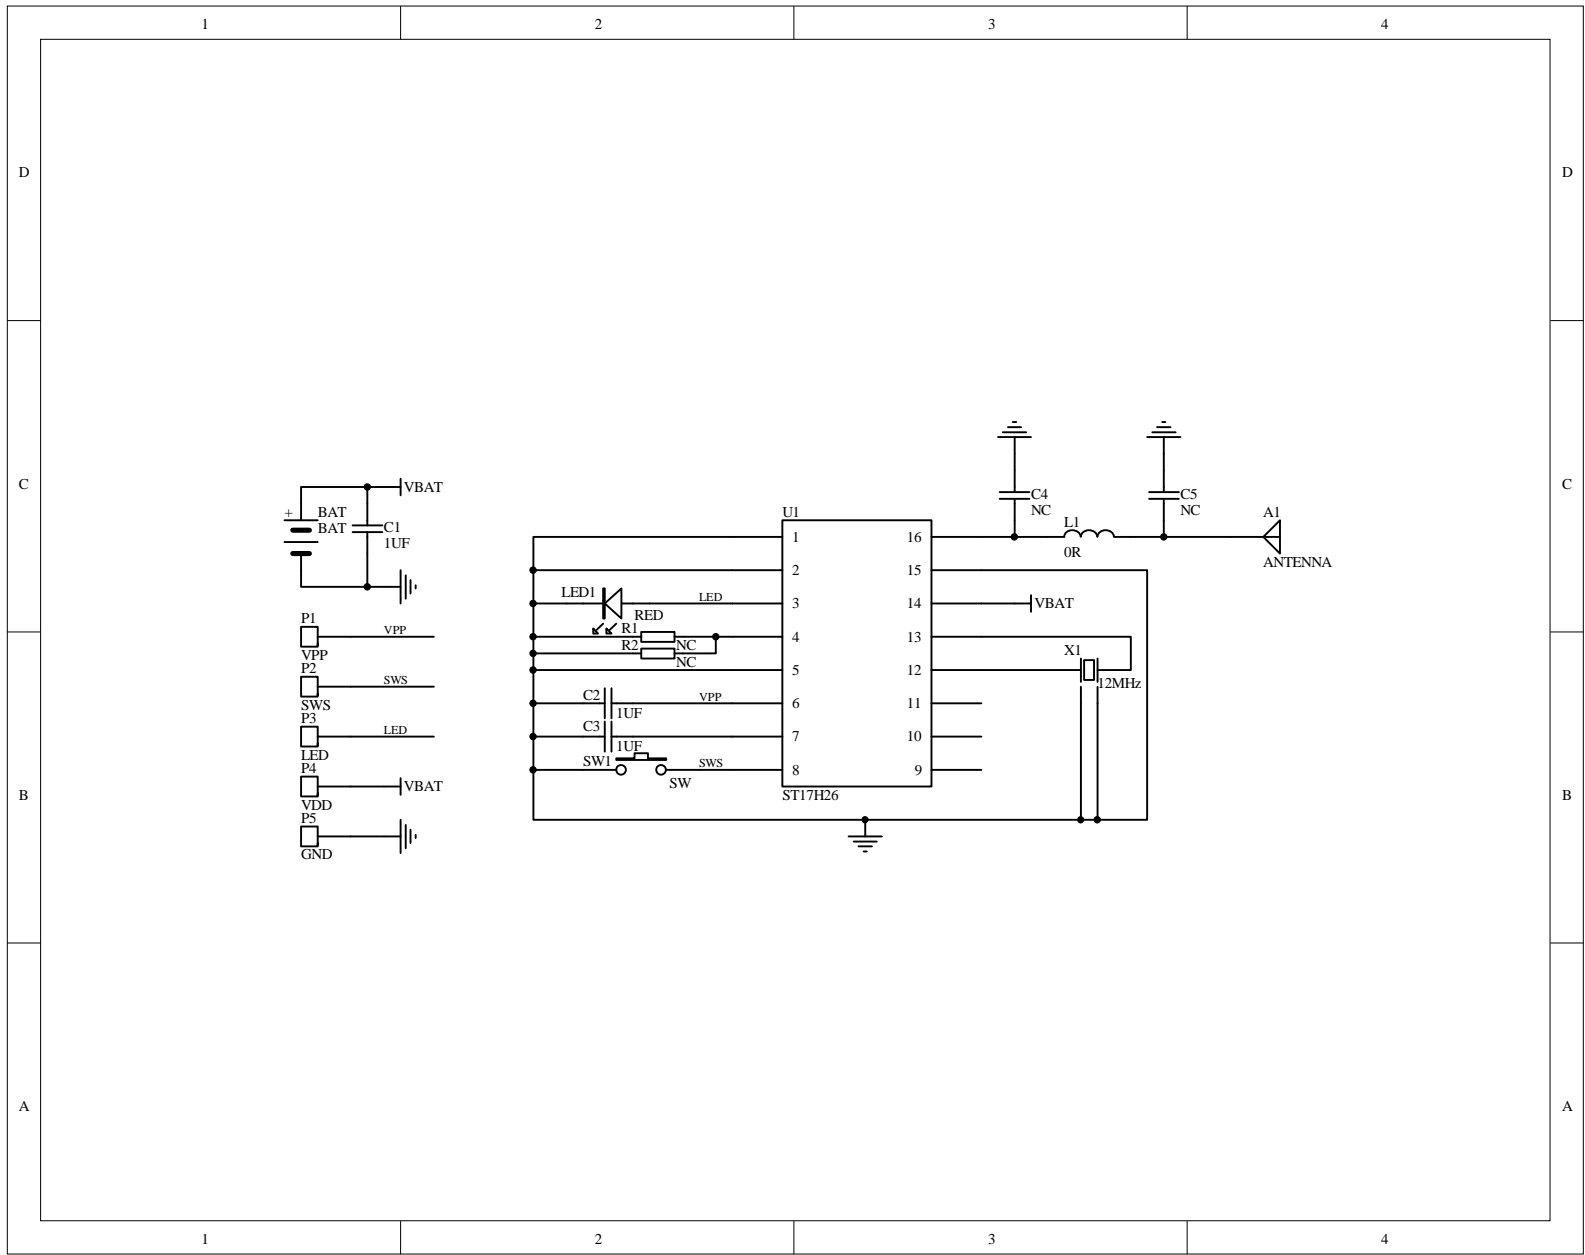 1 2 3 4
D D
C C
B B
A A
1 2 3 4
VBAT
+ BAT
BAT
C1
1UF
P1
VPP
VPP
P2
SWS
SWS
P3
LED
LED
P4
VBAT
VDD
P5
GND
U1
1 16
2 15
3 14
4 13
5 12
6 11
7 10
8 9
ST17H26
LED1
LED
RED
R1
NC
R2
NC
C2
VPP
1UF
C3
1UF
SW1
SWS
SW
C4
NC
C5
NC
L1
0R
A1
ANTENNA
VBAT
X1
12MHz